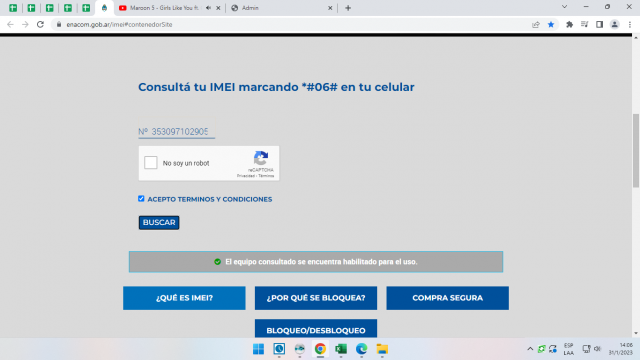 Maroon 5 - Girls Like You ft.
Admin
enacom.gob.ar/imei#contenedorSite
Consultá tu IMEI marcando *#06# en tu celular
Nº 353097102905
No soy un robot
reCAPTCHA
Privacidad - Términos
ACEPTO TERMINOS Y CONDICIONES
BUSCAR
El equipo consultado se encuentra habilitado para el uso.
¿QUÉ ES IMEI?
¿POR QUÉ SE BLOQUEA?
COMPRA SEGURA
BLOQUEO/DESBLOQUEO
ESP
LAA
14:06
31/1/2023